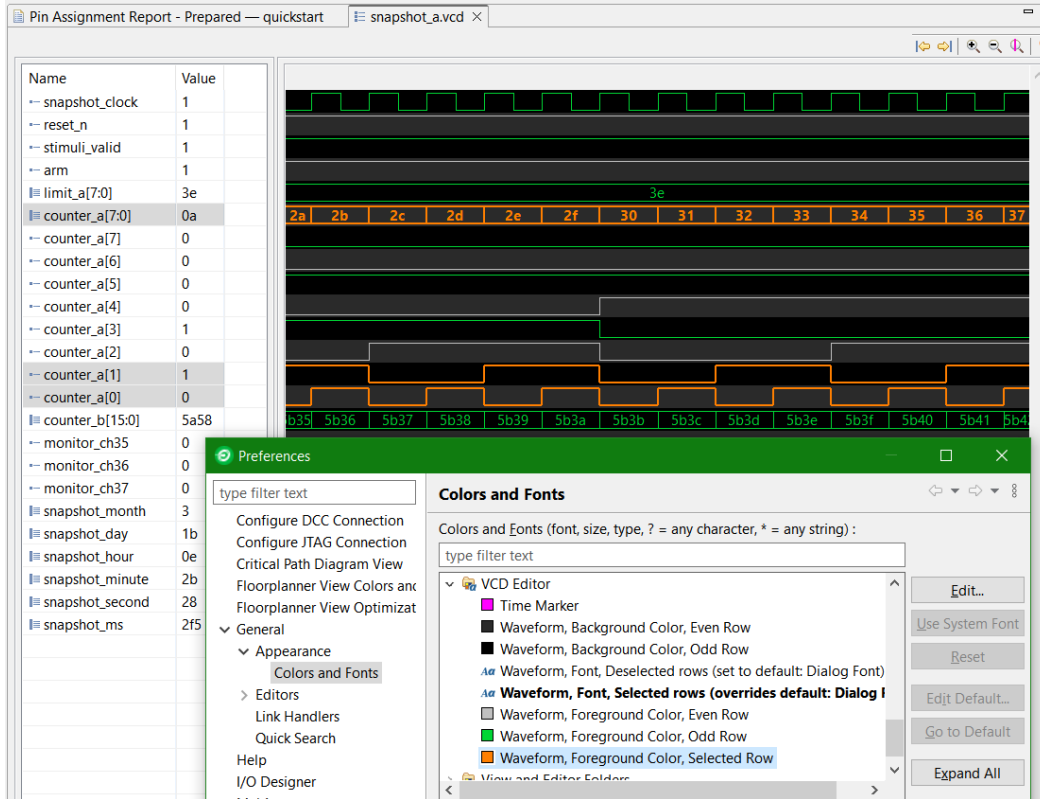 Pin Assignment Report - Prepared — quickstart
snapshot_a.vcd
Name Value
snapshot_clock 1
reset_n 1
stimuli_valid 1
arm 1
limit_a[7:0] 3e 3e
counter_a[7:0] 0a 2a 2b 2c 2d 2e 2f 30 31 32 33 34 35 36 37
counter_a[7] 0
counter_a[6] 0
counter_a[5] 0
counter_a[4] 0
counter_a[3] 1
counter_a[2] 0
counter_a[1] 1
counter_a[0] 0
counter_b[15:0] 5a58 5b35 5b36 5b37 5b38 5b39 5b3a 5b3b 5b3c 5b3d 5b3e 5b3f 5b40 5b41
monitor_ch35 0
monitor_ch36 0
monitor_ch37 0
snapshot_month 3
snapshot_day 1b
snapshot_hour 0e
snapshot_minute 2b
snapshot_second 28
snapshot_ms 2f5
Preferences
type filter text
Configure DCC Connection
Configure JTAG Connection
Critical Path Diagram View
Floorplanner View Colors and
Floorplanner View Optimizat
General
Appearance
Colors and Fonts
Editors
Link Handlers
Quick Search
Help
I/O Designer
Colors and Fonts
Colors and Fonts (font, size, type, ? = any character, * = any string) :
type filter text
VCD Editor
Time Marker
Waveform, Background Color, Even Row
Waveform, Background Color, Odd Row
Aa Waveform, Font, Deselected rows (set to default: Dialog Font)
Aa Waveform, Font, Selected rows (overrides default: Dialog F
Waveform, Foreground Color, Even Row
Waveform, Foreground Color, Odd Row
Waveform, Foreground Color, Selected Row
View and Editor Folders
Edit...
Use System Font
Reset
Edit Default...
Go to Default
Expand All